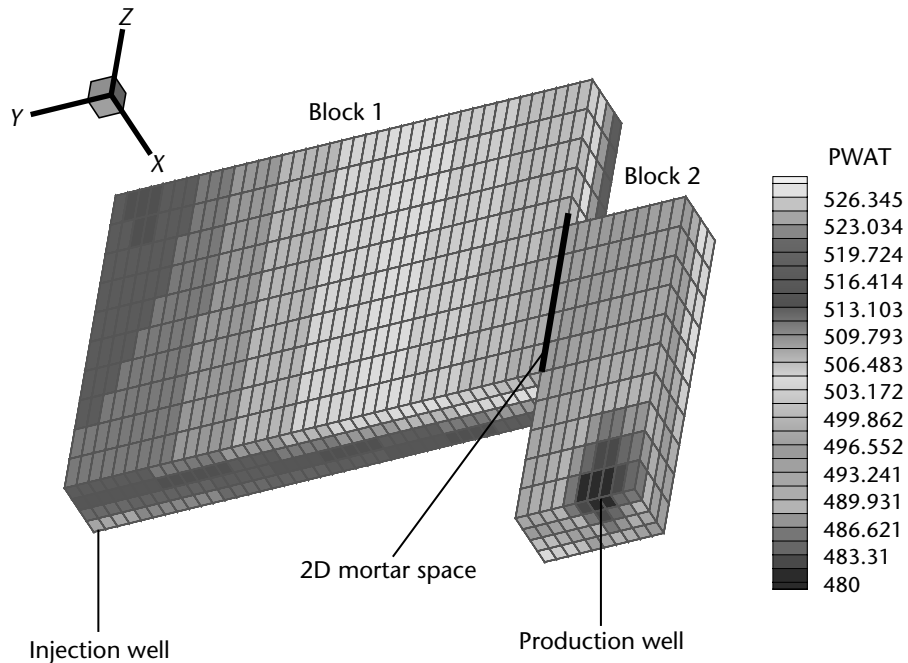 Z
Y
X
Block 1
Block 2
PWAT
526.345
523.034
519.724
516.414
513.103
509.793
506.483
503.172
499.862
496.552
493.241
489.931
486.621
483.31
480
2D mortar space
Injection well
Production well